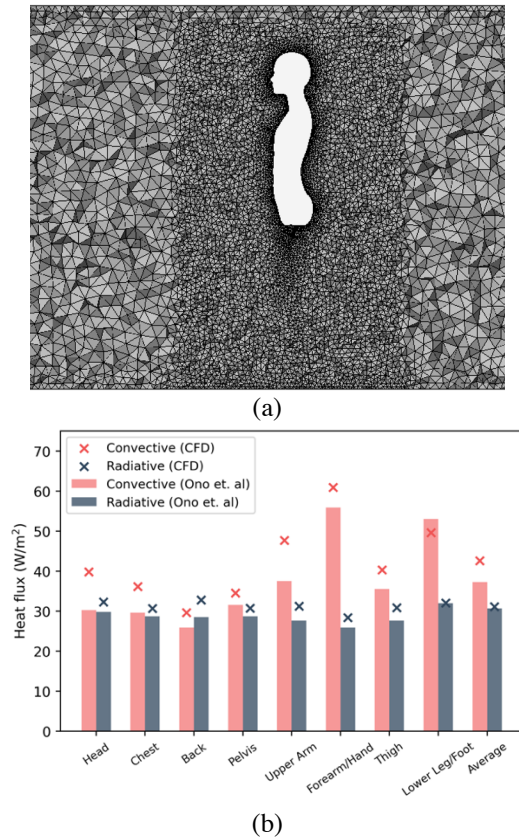 (a)
70
60
50
40
30
20
10
0
Heat flux (W/m²)
Convective (CFD)
Radiative (CFD)
Convective (Ono et. al)
Radiative (Ono et. al)
Head
Chest
Back
Pelvis
Upper Arm
Forearm/Hand
Thigh
Lower Leg/Foot
Average
(b)